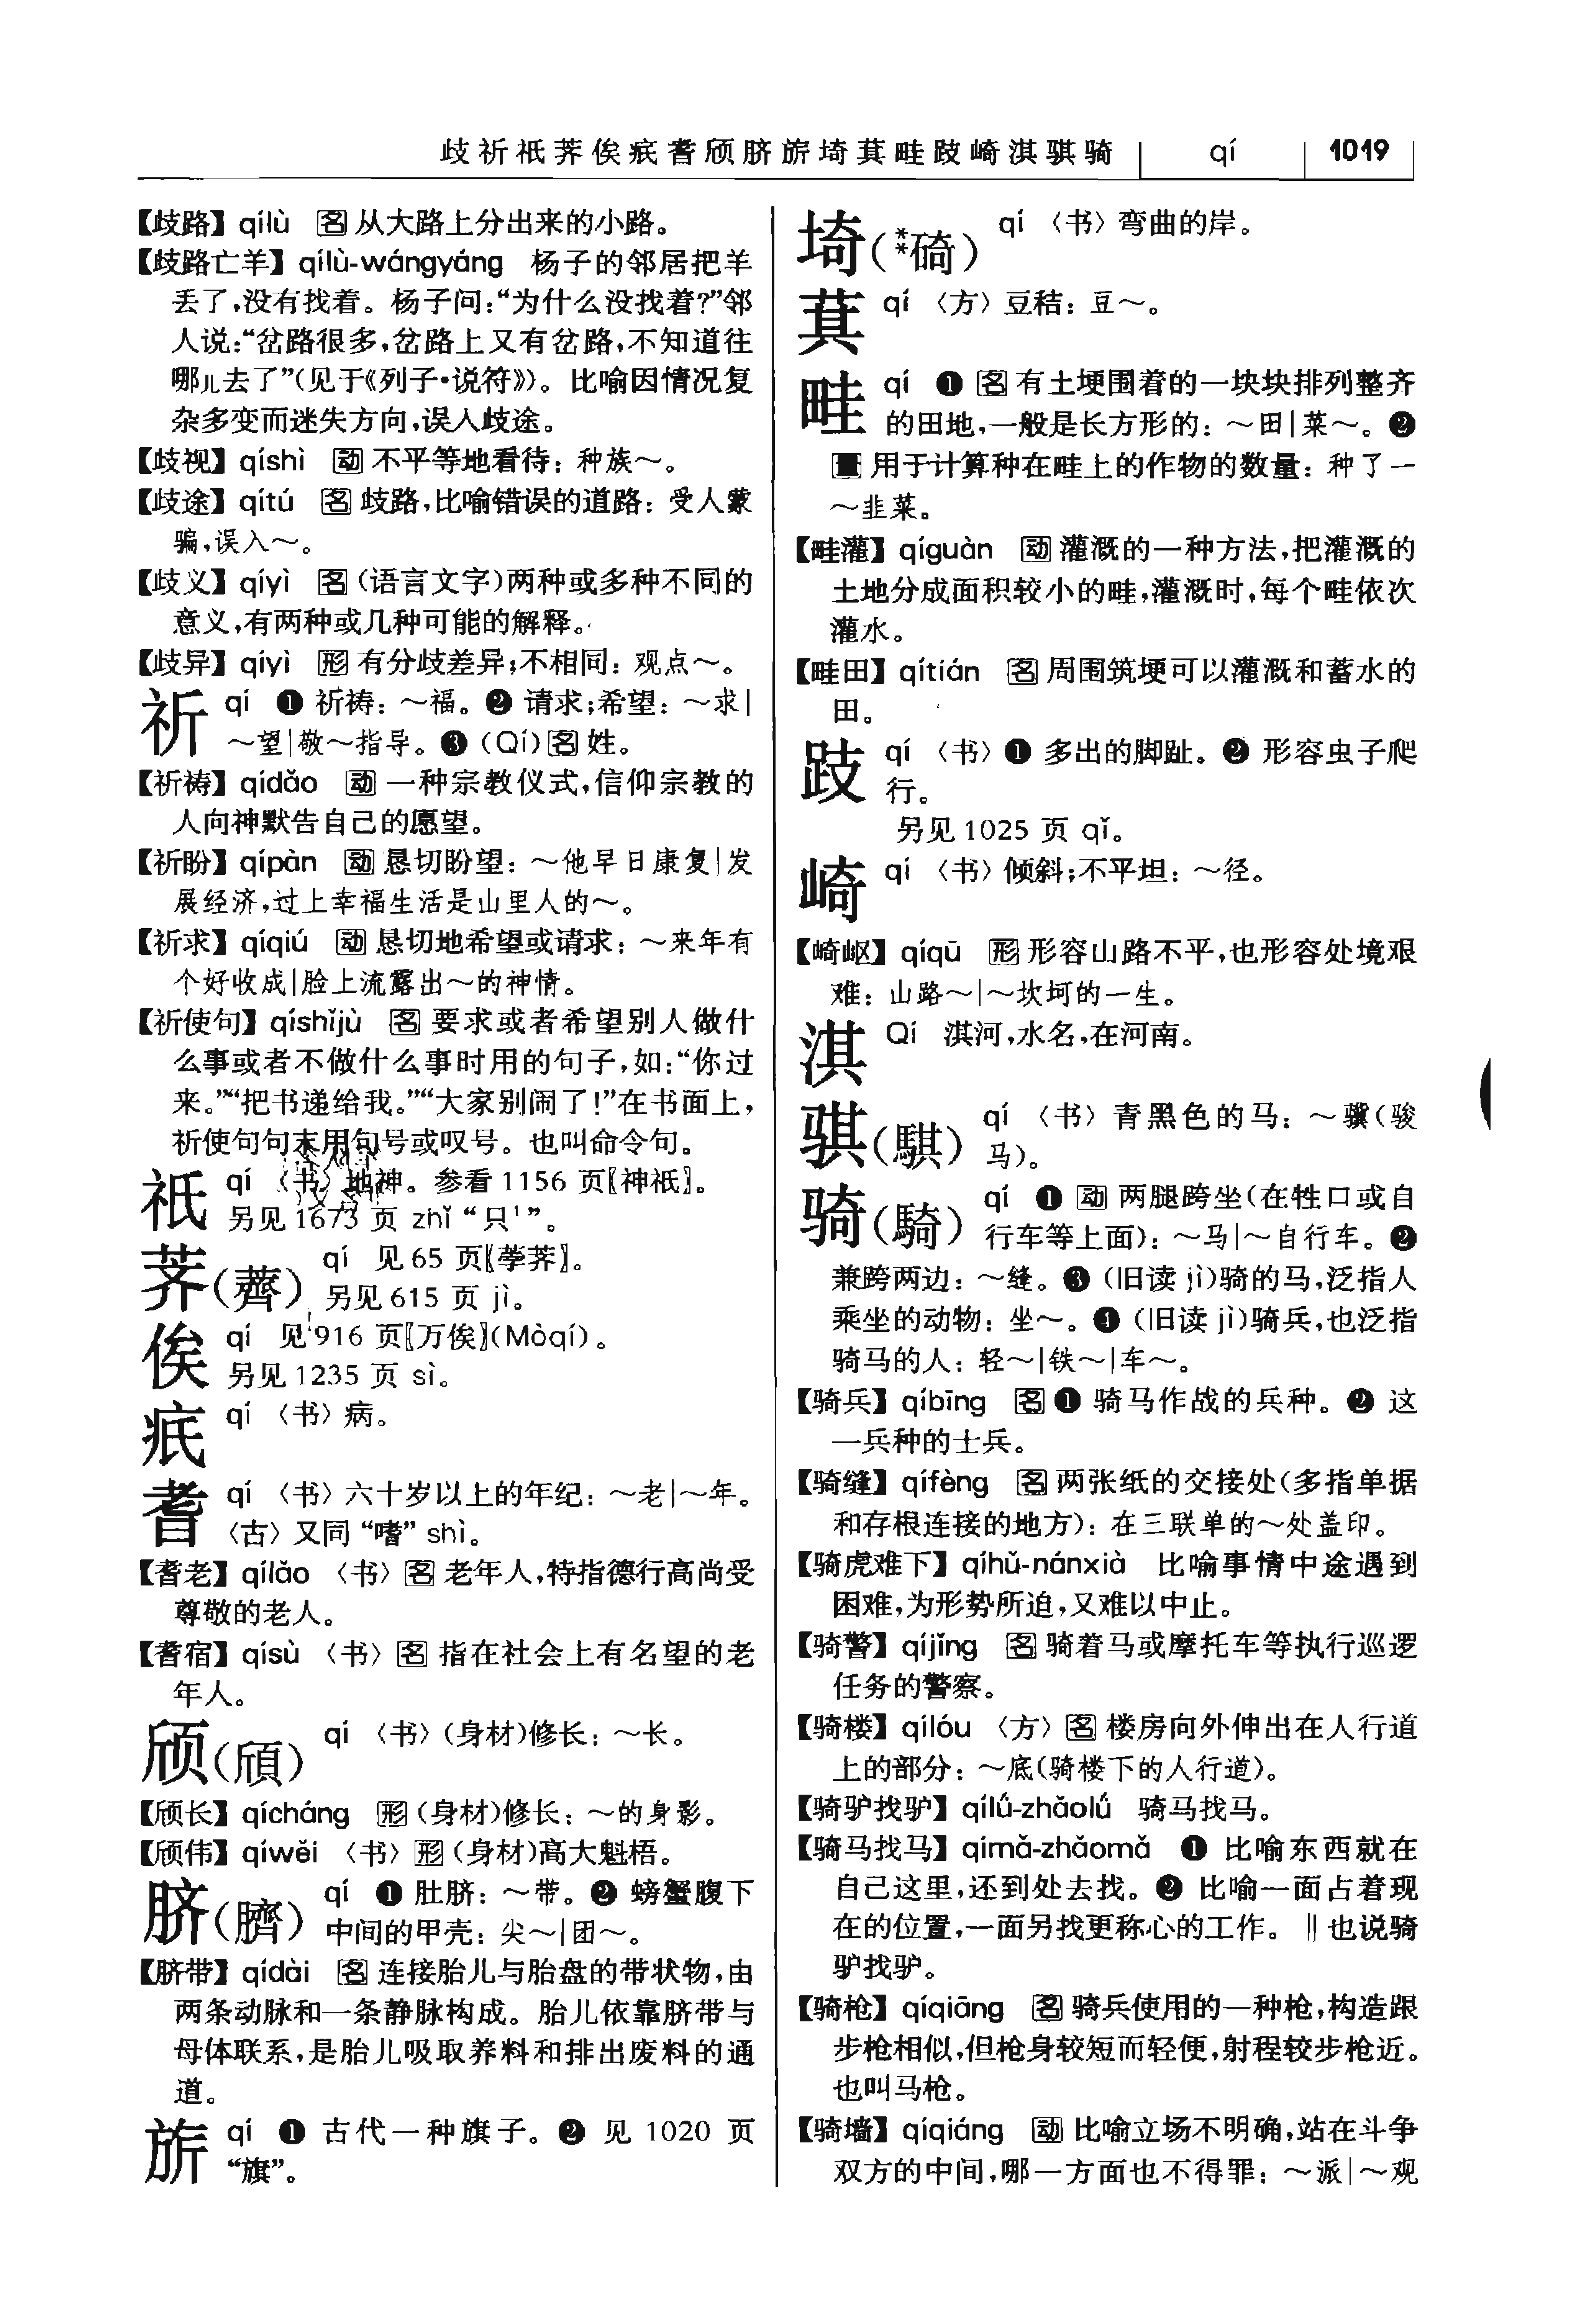 歧祈祇荠俟疧耆颀脐旂埼萁畦跂崎淇骐骑 qí 1019
【歧路】qílù 名 从大路上分出来的小路。
【歧路亡羊】qílù-wángyáng 杨子的邻居把羊
丢了,没有找着。杨子问:“为什么没找着?”邻
人说:“岔路很多,岔路上又有岔路,不知道往
哪儿去了”(见于《列子·说符》)。比喻因情况复
杂多变而迷失方向,误入歧途。
【歧视】qíshì 动 不平等地看待:种族～。
【歧途】qítú 名 歧路,比喻错误的道路:受人蒙
骗,误入～。
【歧义】qíyì 名 (语言文字)两种或多种不同的
意义,有两种或几种可能的解释。
【歧异】qíyì 形 有分歧差异;不相同:观点～。
祈 qí ❶ 祈祷:～福。❷ 请求;希望:～求|
～望|敬～指导。❸ (Qí) 名 姓。
【祈祷】qídǎo 动 一种宗教仪式,信仰宗教的
人向神默告自己的愿望。
【祈盼】qípàn 动 恳切盼望:～他早日康复|发
展经济,过上幸福生活是山里人的～。
【祈求】qíqiú 动 恳切地希望或请求:～来年有
个好收成|脸上流露出～的神情。
【祈使句】qíshǐjù 名 要求或者希望别人做什
么事或者不做什么事时用的句子,如:“你过
来。”“把书递给我。”“大家别闹了!”在书面上,
祈使句句末用句号或叹号。也叫命令句。
祇 qí 〈书〉地神。参看 1156 页〖神祇〗。
另见 1673 页 zhǐ “只¹”。
荠(薺) qí 见 65 页〖荸荠〗。
另见 615 页 jì。
俟 qí 见 916 页〖万俟〗(Mòqí)。
另见 1235 页 sì。
疧 qí 〈书〉病。
耆 qí 〈书〉六十岁以上的年纪:～老|～年。
〈古〉又同 “嗜” shì。
【耆老】qílǎo 〈书〉名 老年人,特指德行高尚受
尊敬的老人。
【耆宿】qísù 〈书〉名 指在社会上有名望的老
年人。
颀(頎) qí 〈书〉(身材)修长:～长。
【颀长】qícháng 形 (身材)修长:～的身影。
【颀伟】qíwěi 〈书〉形 (身材)高大魁梧。
脐(臍) qí ❶ 肚脐:～带。❷ 螃蟹腹下
中间的甲壳:尖～|团～。
【脐带】qídài 名 连接胎儿与胎盘的带状物,由
两条动脉和一条静脉构成。胎儿依靠脐带与
母体联系,是胎儿吸取养料和排出废料的通
道。
旂 qí ❶ 古代一种旗子。❷ 见 1020 页
“旗”。
埼(**碕) qí 〈书〉弯曲的岸。
萁 qí 〈方〉豆秸:豆～。
畦 qí ❶ 名 有土埂围着的一块块排列整齐
的田地,一般是长方形的:～田|菜～。❷
量 用于计算种在畦上的作物的数量:种了一
～韭菜。
【畦灌】qíguàn 动 灌溉的一种方法,把灌溉的
土地分成面积较小的畦,灌溉时,每个畦依次
灌水。
【畦田】qítián 名 周围筑埂可以灌溉和蓄水的
田。
跂 qí 〈书〉❶ 多出的脚趾。❷ 形容虫子爬
行。
另见 1025 页 qǐ。
崎 qí 〈书〉倾斜;不平坦:～径。
【崎岖】qíqū 形 形容山路不平,也形容处境艰
难:山路～|～坎坷的一生。
淇 Qí 淇河,水名,在河南。
骐(騏) qí 〈书〉青黑色的马:～骥(骏
马)。
骑(騎) qí ❶ 动 两腿跨坐(在牲口或自
行车等上面):～马|～自行车。❷
兼跨两边:～缝。❸ (旧读 jì)骑的马,泛指人
乘坐的动物:坐～。❹ (旧读 jì)骑兵,也泛指
骑马的人:轻～|铁～|车～。
【骑兵】qíbīng 名 ❶ 骑马作战的兵种。❷ 这
一兵种的士兵。
【骑缝】qífèng 名 两张纸的交接处(多指单据
和存根连接的地方):在三联单的～处盖印。
【骑虎难下】qíhǔ-nánxià 比喻事情中途遇到
困难,为形势所迫,又难以中止。
【骑警】qíjǐng 名 骑着马或摩托车等执行巡逻
任务的警察。
【骑楼】qílóu 〈方〉名 楼房向外伸出在人行道
上的部分:～底(骑楼下的人行道)。
【骑驴找驴】qílǘ-zhǎolǘ 骑马找马。
【骑马找马】qímǎ-zhǎomǎ ❶ 比喻东西就在
自己这里,还到处去找。❷ 比喻一面占着现
在的位置,一面另找更称心的工作。‖也说骑
驴找驴。
【骑枪】qíqiāng 名 骑兵使用的一种枪,构造跟
步枪相似,但枪身较短而轻便,射程较步枪近。
也叫马枪。
【骑墙】qíqiáng 动 比喻立场不明确,站在斗争
双方的中间,哪一方面也不得罪:～派|～观